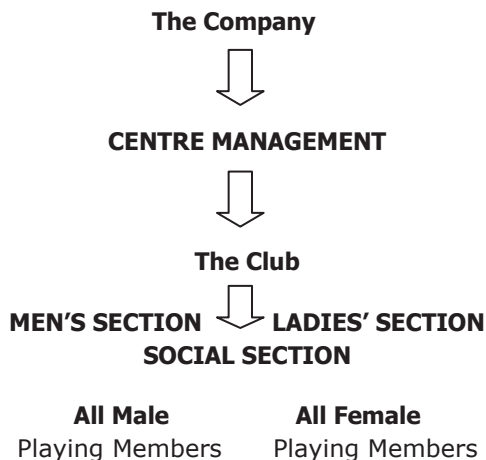 The Company
CENTRE MANAGEMENT
The Club
MEN’S SECTION LADIES’ SECTION
SOCIAL SECTION
All Male All Female
Playing Members Playing Members